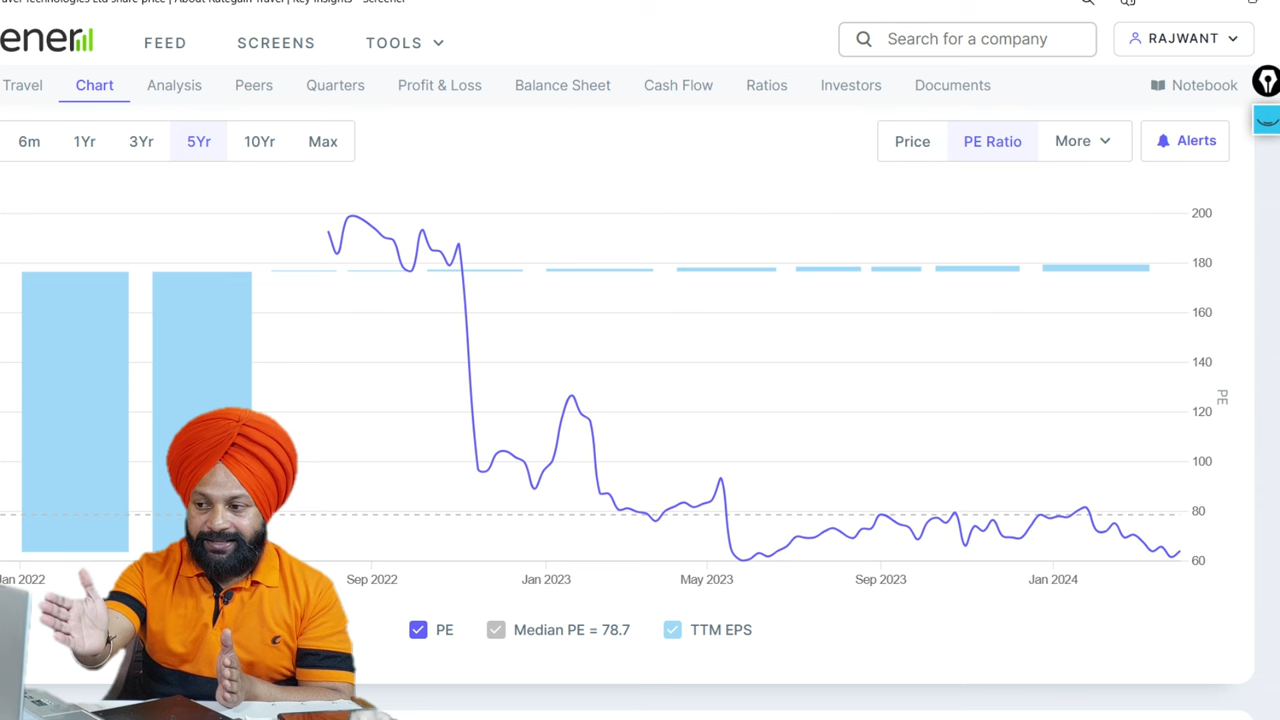 ener
FEED
SCREENS
TOOLS
Search for a company
RAJWANT
Travel
Chart
Analysis
Peers
Quarters
Profit & Loss
Balance Sheet
Cash Flow
Ratios
Investors
Documents
Notebook
6m
1Yr
3Yr
5Yr
10Yr
Max
Price
PE Ratio
More
Alerts
200
180
160
140
120
100
80
60
PE
Jan 2022
Sep 2022
Jan 2023
May 2023
Sep 2023
Jan 2024
PE
Median PE = 78.7
TTM EPS